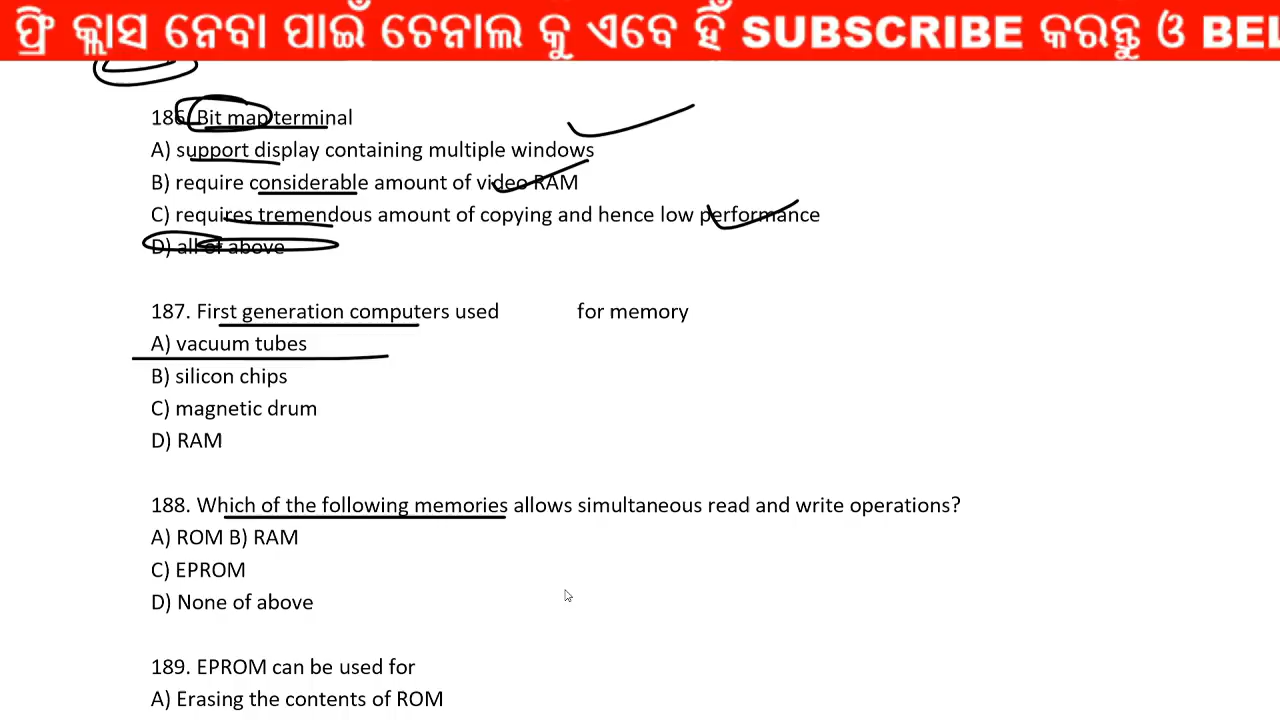 ଫ୍ରି କ୍ଲାସ ନେବା ପାଇଁ ଚେନାଲ କୁ ଏବେ ହିଁ SUBSCRIBE କରନ୍ତୁ ଓ BEL
186. Bit map terminal
A) support display containing multiple windows
B) require considerable amount of video RAM
C) requires tremendous amount of copying and hence low performance
D) all of above
187. First generation computers used for memory
A) vacuum tubes
B) silicon chips
C) magnetic drum
D) RAM
188. Which of the following memories allows simultaneous read and write operations?
A) ROM B) RAM
C) EPROM
D) None of above
189. EPROM can be used for
A) Erasing the contents of ROM